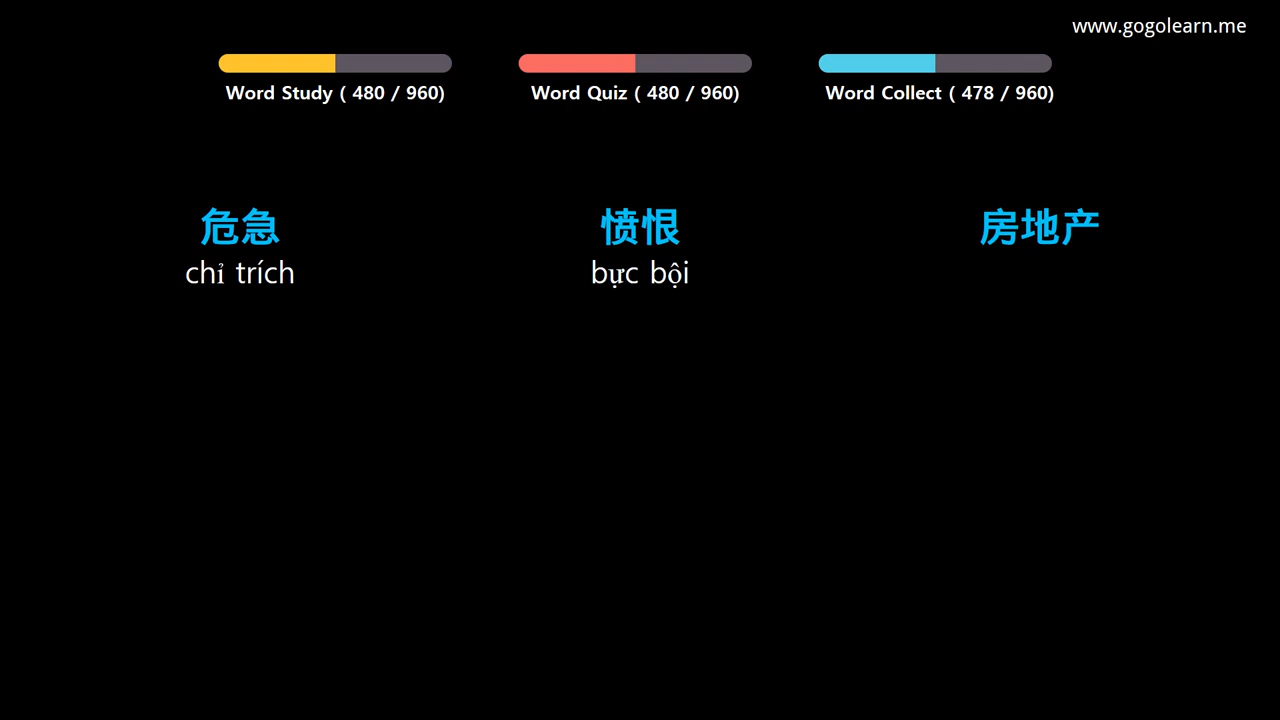 www.gogolearn.me
Word Study ( 480 / 960)
Word Quiz ( 480 / 960)
Word Collect ( 478 / 960)
危急
chỉ trích
愤恨
bực bội
房地产